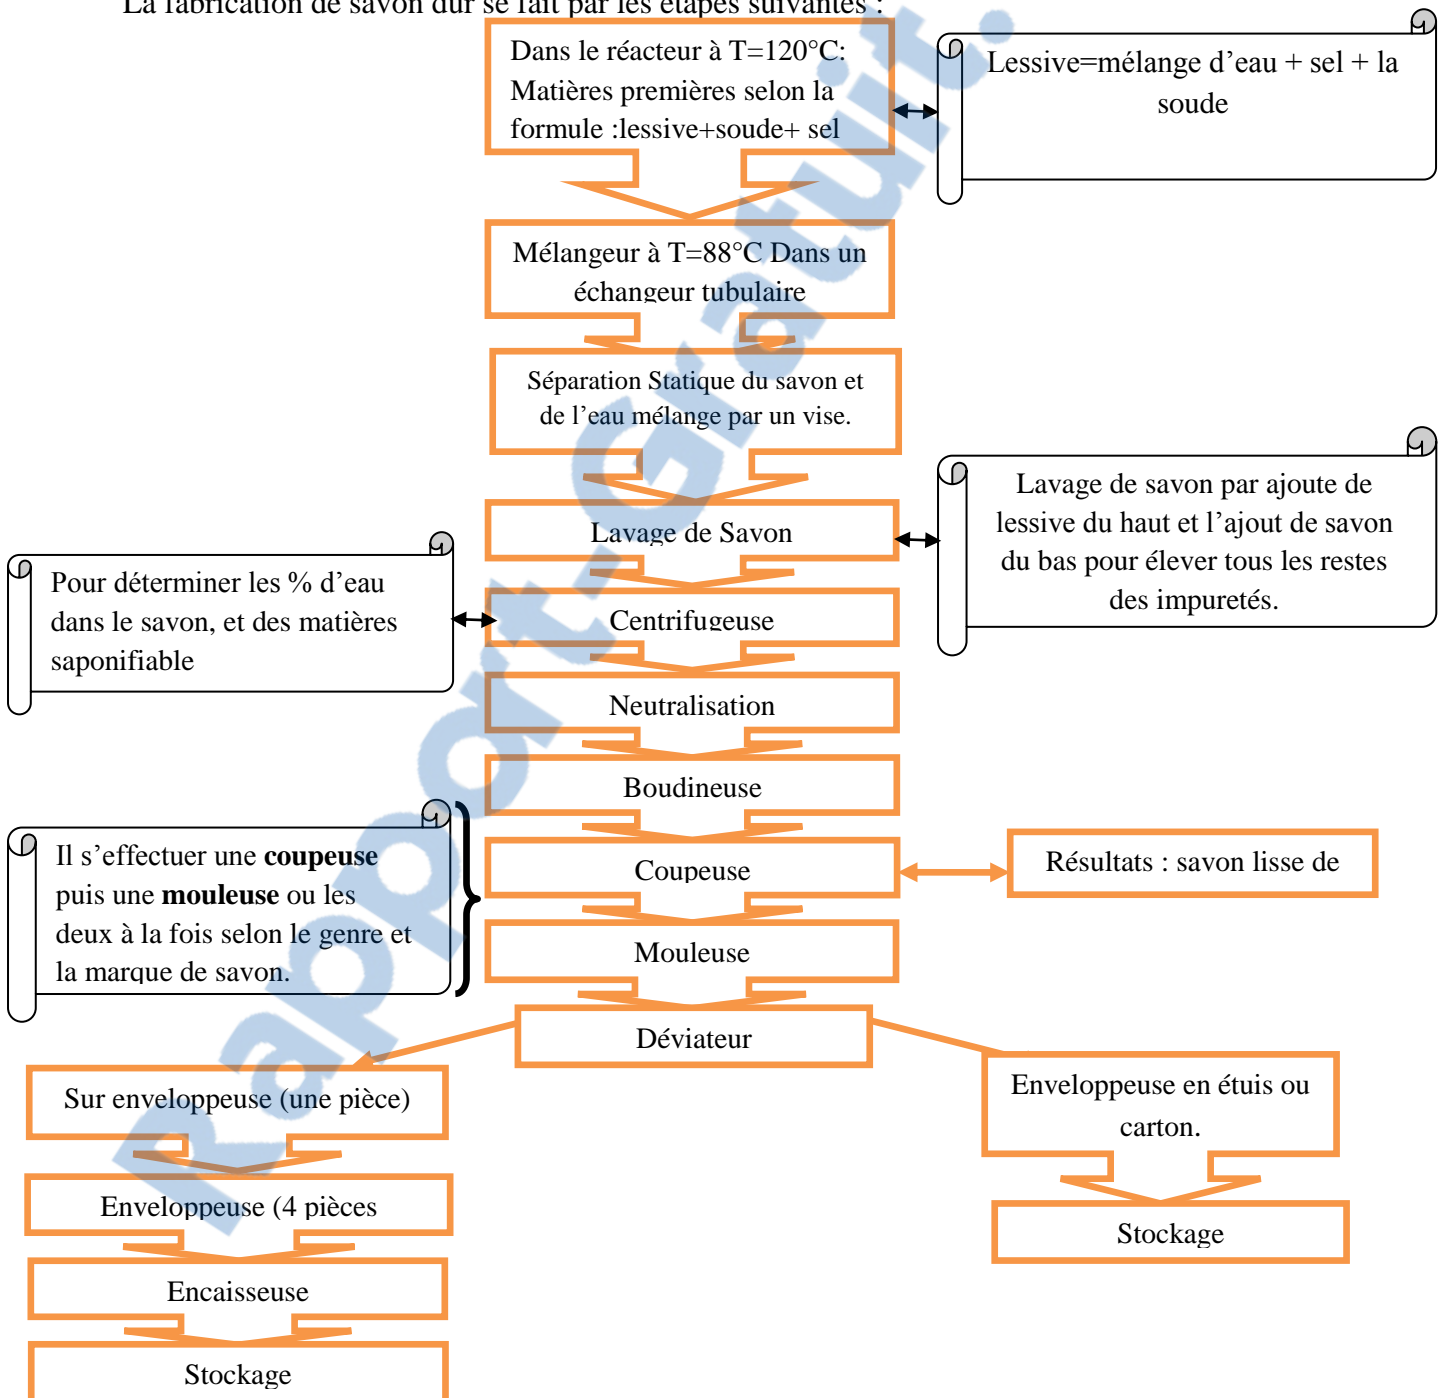 La fabrication de savon dur se fait par les étapes suivantes :
Dans le réacteur à T=120°C:
Matières premières selon la
formule :lessive+soude+ sel
Lessive=mélange d’eau + sel + la
soude
Mélangeur à T=88°C Dans un
échangeur tubulaire
Séparation Statique du savon et
de l’eau mélange par un vise.
Lavage de Savon
Lavage de savon par ajoute de
lessive du haut et l’ajout de savon
du bas pour élever tous les restes
des impuretés.
Pour déterminer les % d’eau
dans le savon, et des matières
saponifiable
Centrifugeuse
Neutralisation
Boudineuse
Il s’effectuer une coupeuse
puis une mouleuse ou les
deux à la fois selon le genre et
la marque de savon.
Coupeuse
Résultats : savon lisse de
Mouleuse
Déviateur
Sur enveloppeuse (une pièce)
Enveloppeuse (4 pièces
Encaisseuse
Stockage
Enveloppeuse en étuis ou
carton.
Stockage
Rapport-Gratuit.